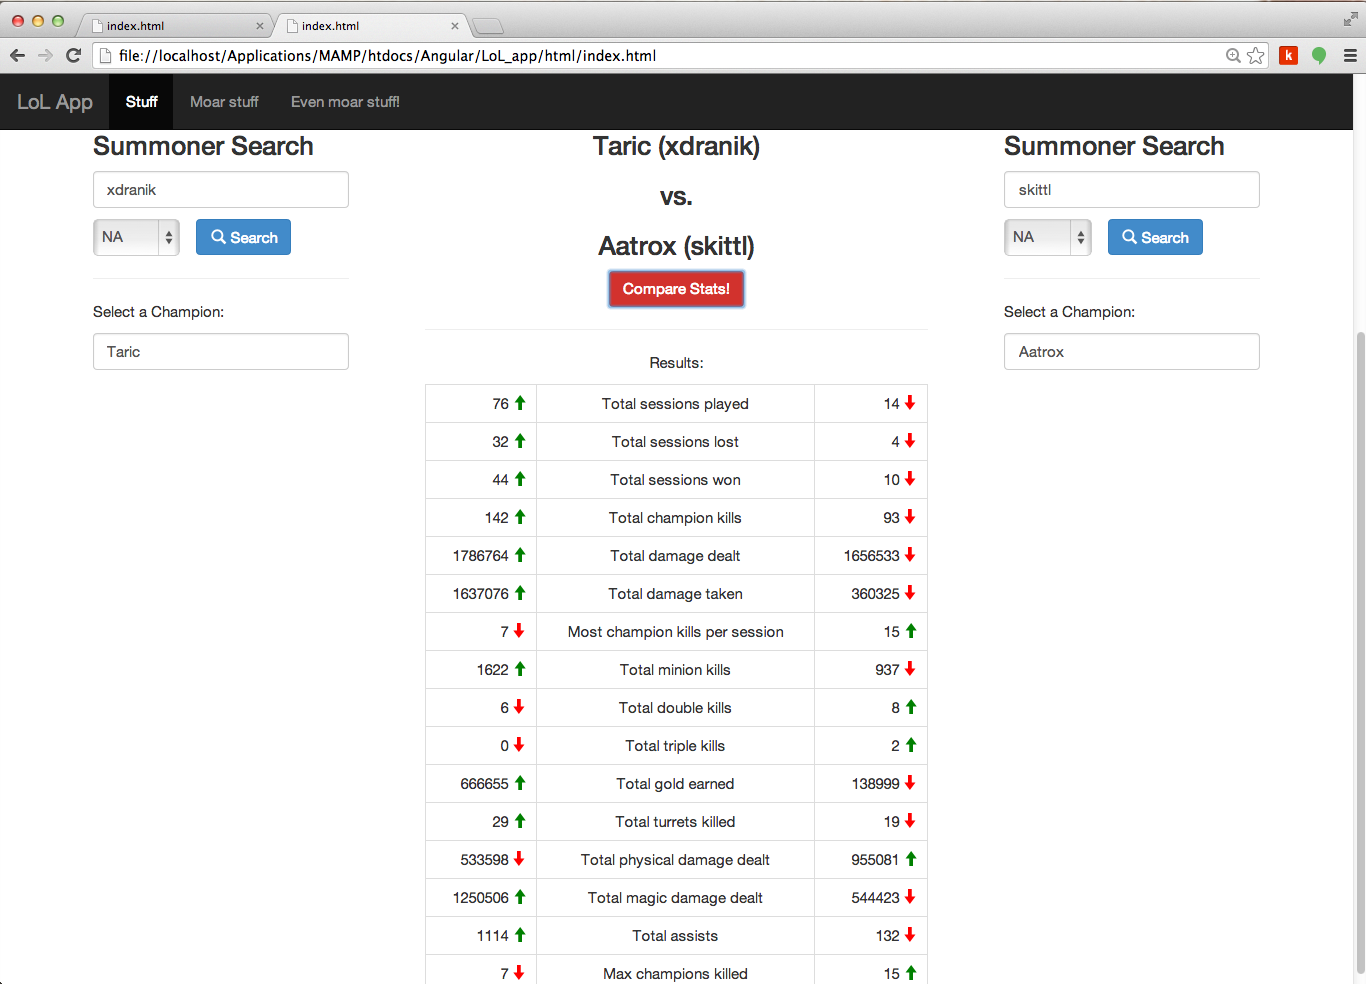 index.html
index.html
file://localhost/Applications/MAMP/htdocs/Angular/LoL_app/html/index.html
k
LoL App Stuff Moar stuff Even moar stuff!
Summoner Search
xdranik
NA Search
Select a Champion:
Taric
Taric (xdranik)
vs.
Aatrox (skittl)
Compare Stats!
Summoner Search
skittl
NA Search
Select a Champion:
Aatrox
Results:
76 Total sessions played 14
32 Total sessions lost 4
44 Total sessions won 10
142 Total champion kills 93
1786764 Total damage dealt 1656533
1637076 Total damage taken 360325
7 Most champion kills per session 15
1622 Total minion kills 937
6 Total double kills 8
0 Total triple kills 2
666655 Total gold earned 138999
29 Total turrets killed 19
533598 Total physical damage dealt 955081
1250506 Total magic damage dealt 544423
1114 Total assists 132
7 Max champions killed 15